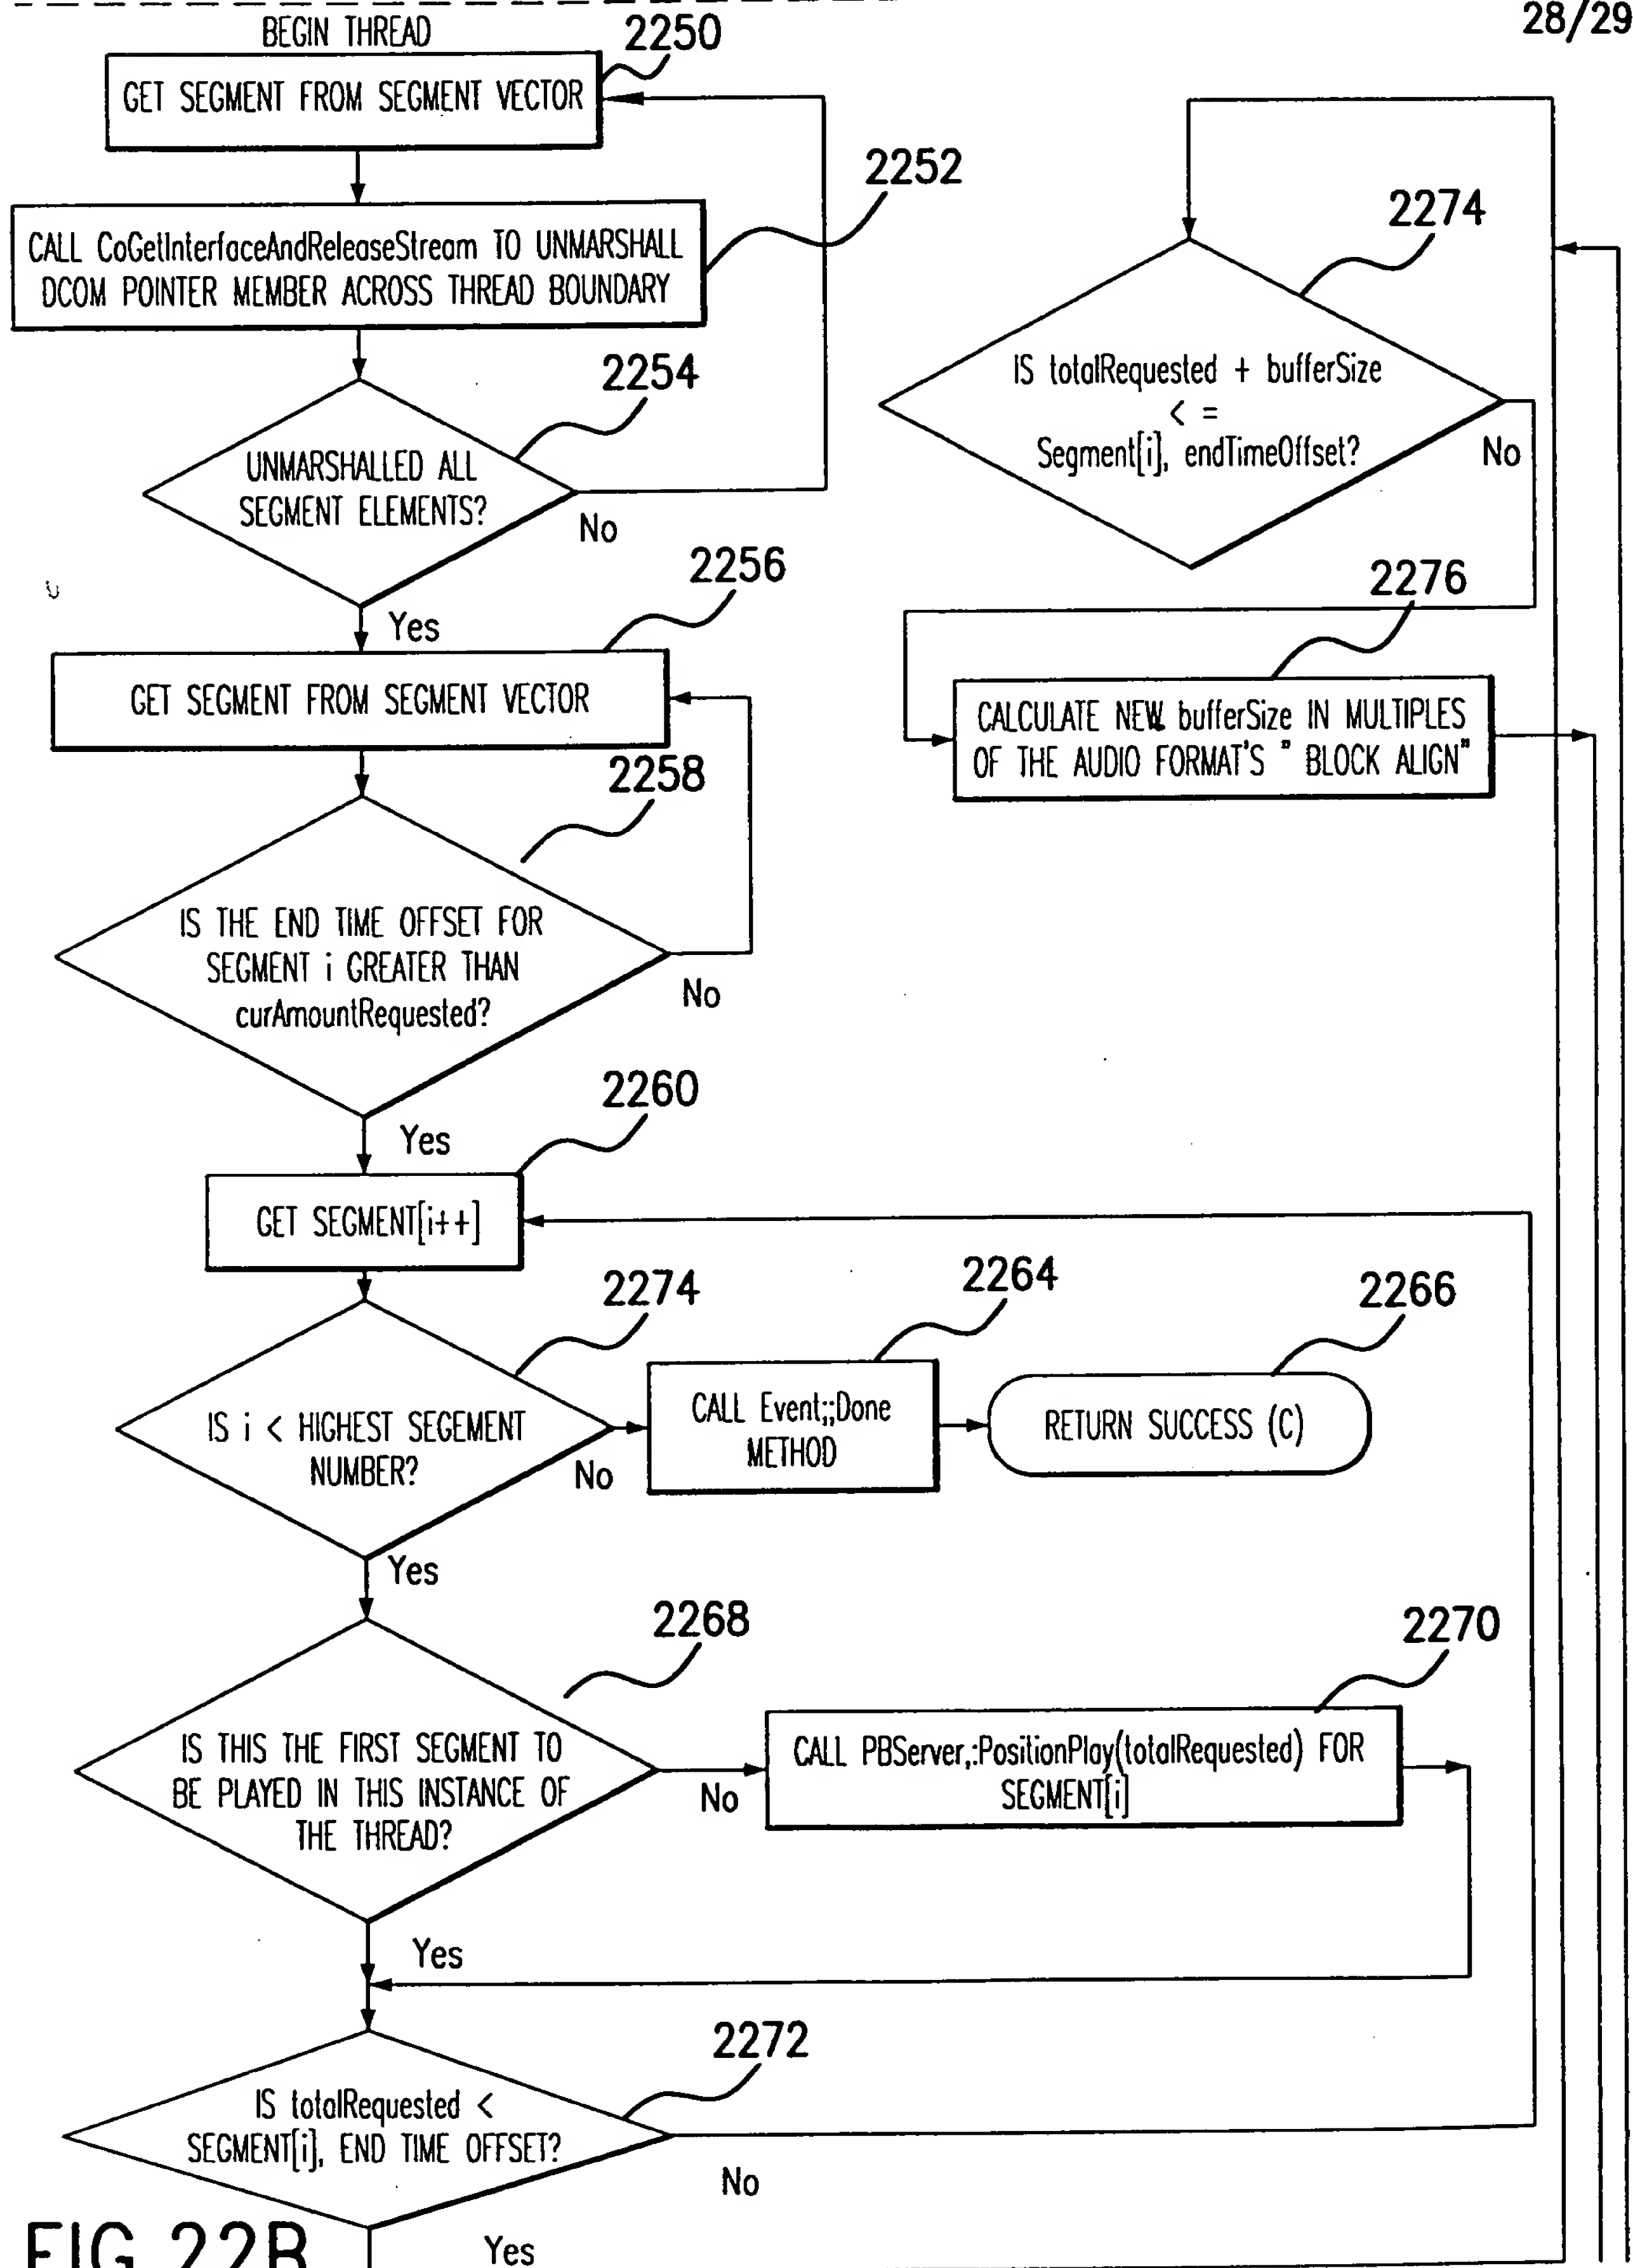 28/29
BEGIN THREAD
2250
GET SEGMENT FROM SEGMENT VECTOR
2252
CALL CoGetInterfaceAndReleaseStream TO UNMARSHALL
DCOM POINTER MEMBER ACROSS THREAD BOUNDARY
2254
UNMARSHALLED ALL
SEGMENT ELEMENTS?
No
Yes
2256
GET SEGMENT FROM SEGMENT VECTOR
2258
IS THE END TIME OFFSET FOR
SEGMENT i GREATER THAN
curAmountRequested?
No
Yes
2260
GET SEGMENT[i++]
2274
IS i < HIGHEST SEGEMENT
NUMBER?
No
Yes
2264
CALL Event;;Done
METHOD
2266
RETURN SUCCESS (C)
2268
IS THIS THE FIRST SEGMENT TO
BE PLAYED IN THIS INSTANCE OF
THE THREAD?
No
Yes
2270
CALL PBServer,:PositionPlay(totalRequested) FOR
SEGMENT[i]
2272
IS totalRequested <
SEGMENT[i], END TIME OFFSET?
No
Yes
2274
IS totalRequested + bufferSize
< =
Segment[i], endTimeOffset?
No
2276
CALCULATE NEW bufferSize IN MULTIPLES
OF THE AUDIO FORMAT'S " BLOCK ALIGN"
FIG 22B